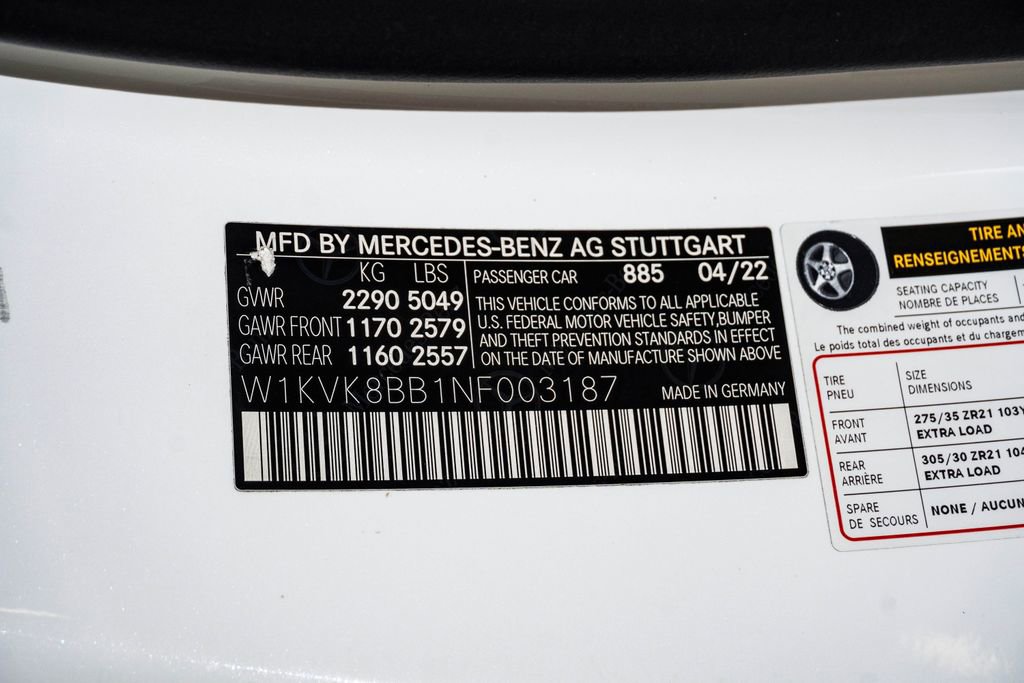 MFD BY MERCEDES-BENZ AG STUTTGART
KG LBS
GVWR 2290 5049
GAWR FRONT 1170 2579
GAWR REAR 1160 2557
PASSENGER CAR 885 04/22
THIS VEHICLE CONFORMS TO ALL APPLICABLE
U.S. FEDERAL MOTOR VEHICLE SAFETY,BUMPER
AND THEFT PREVENTION STANDARDS IN EFFECT
ON THE DATE OF MANUFACTURE SHOWN ABOVE
W1KVK8BB1NF003187 MADE IN GERMANY
TIRE
RENSEIGNEMENTS
SEATING CAPACITY
NOMBRE DE PLACES
The combined weight of occupants and
Le poids total des occupants et du
TIRE
PNEU
SIZE
DIMENSIONS
FRONT
AVANT
275/35 ZR21 103Y
EXTRA LOAD
REAR
ARRIÈRE
305/30 ZR21 104
EXTRA LOAD
SPARE
DE SECOURS
NONE / AUCUN